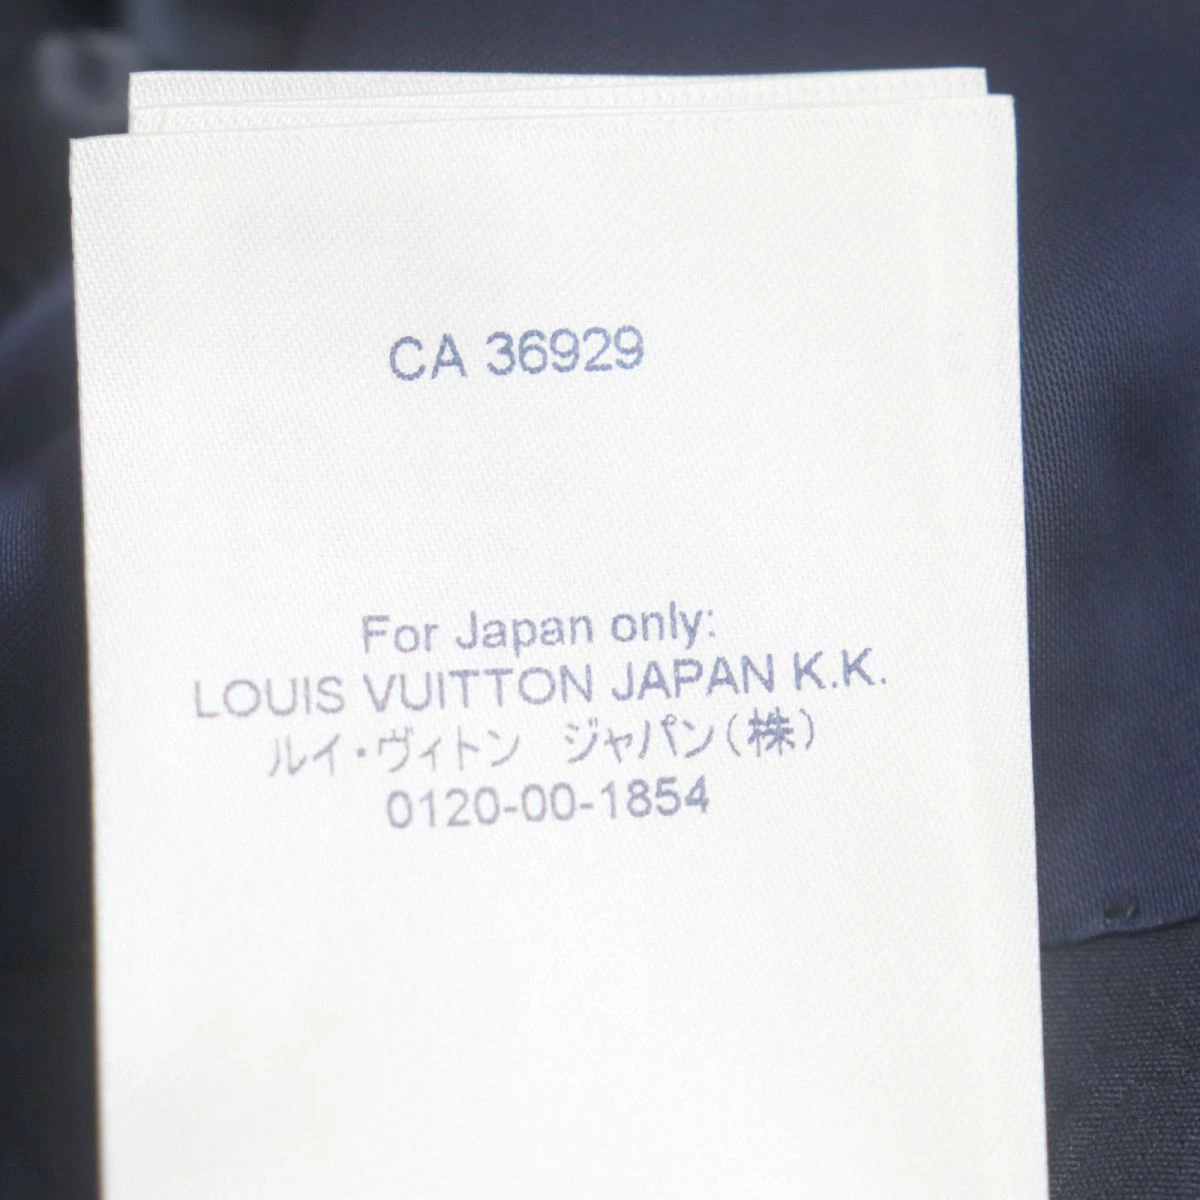 CA 36929
For Japan only:
LOUIS VUITTON JAPAN K.K.
ルイ・ヴィトン　ジャパン(株)
0120-00-1854